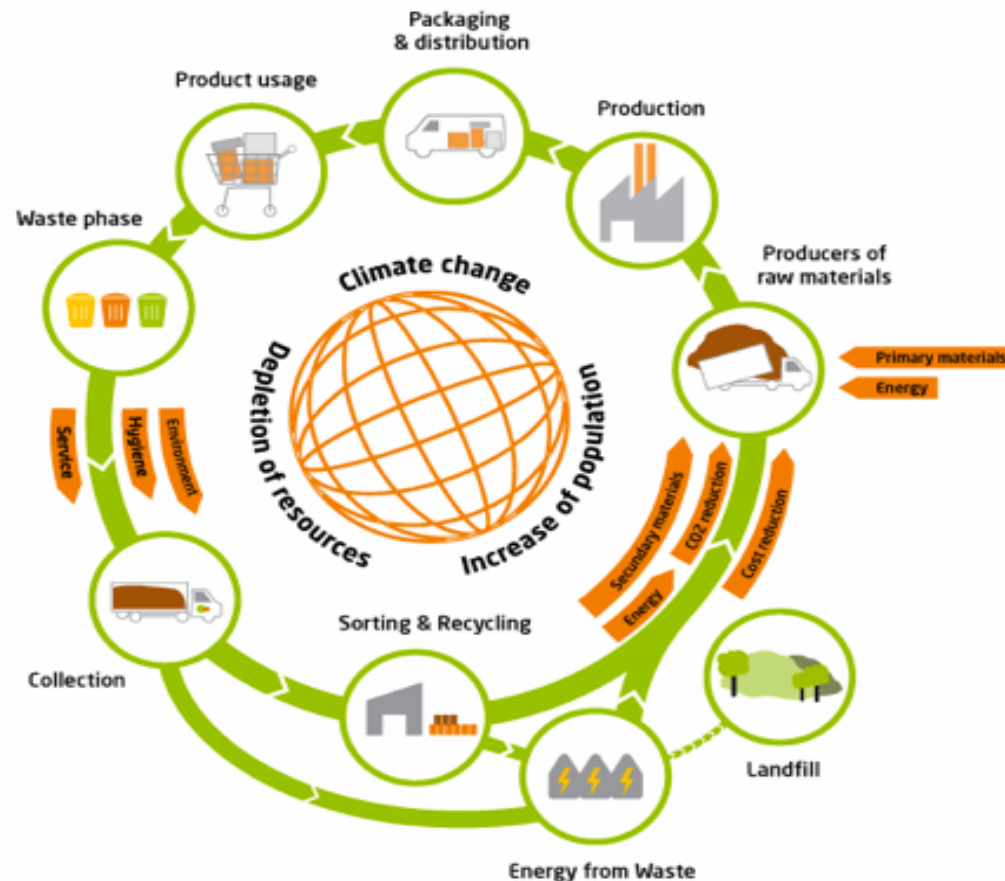 Packaging
& distribution
Product usage
Production
Waste phase
Producers of
raw materials
Climate change
Depletion of resources
Increase of population
Primary materials
Energy
Service
Hygiene
Environment
Secundary materials
CO2 reduction
Energy
Cost reduction
Sorting & Recycling
Collection
Landfill
Energy from Waste